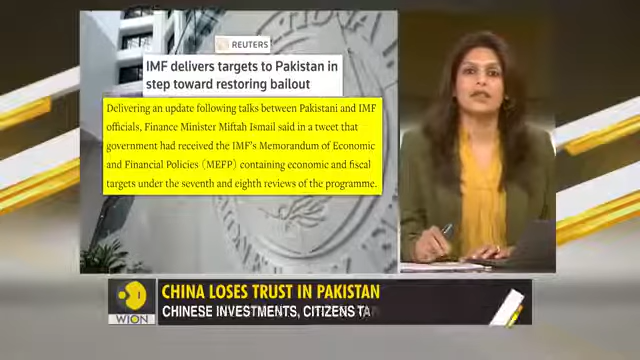 REUTERS
IMF delivers targets to Pakistan in
step toward restoring bailout
Delivering an update following talks between Pakistani and IMF
officials, Finance Minister Miftah Ismail said in a tweet that
government had received the IMF's Memorandum of Economic
and Financial Policies (MEFP) containing economic and fiscal
targets under the seventh and eighth reviews of the programme.
CHINA LOSES TRUST IN PAKISTAN
CHINESE INVESTMENTS, CITIZENS TA
WION